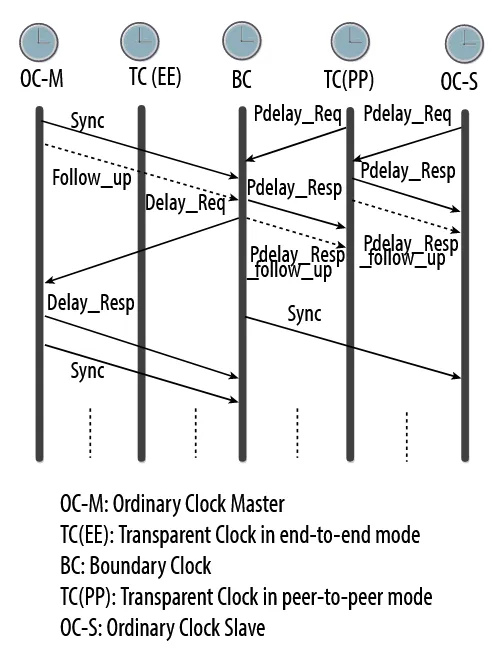 OC-M
TC (EE)
BC
TC(PP)
OC-S
Sync
Pdelay_Req
Pdelay_Req
Follow_up
Pdelay_Resp
Pdelay_Resp
Delay_Req
Pdelay_Resp
_follow_up
Pdelay_Resp
_follow_up
Delay_Resp
Sync
Sync
OC-M: Ordinary Clock Master
TC(EE): Transparent Clock in end-to-end mode
BC: Boundary Clock
TC(PP): Transparent Clock in peer-to-peer mode
OC-S: Ordinary Clock Slave